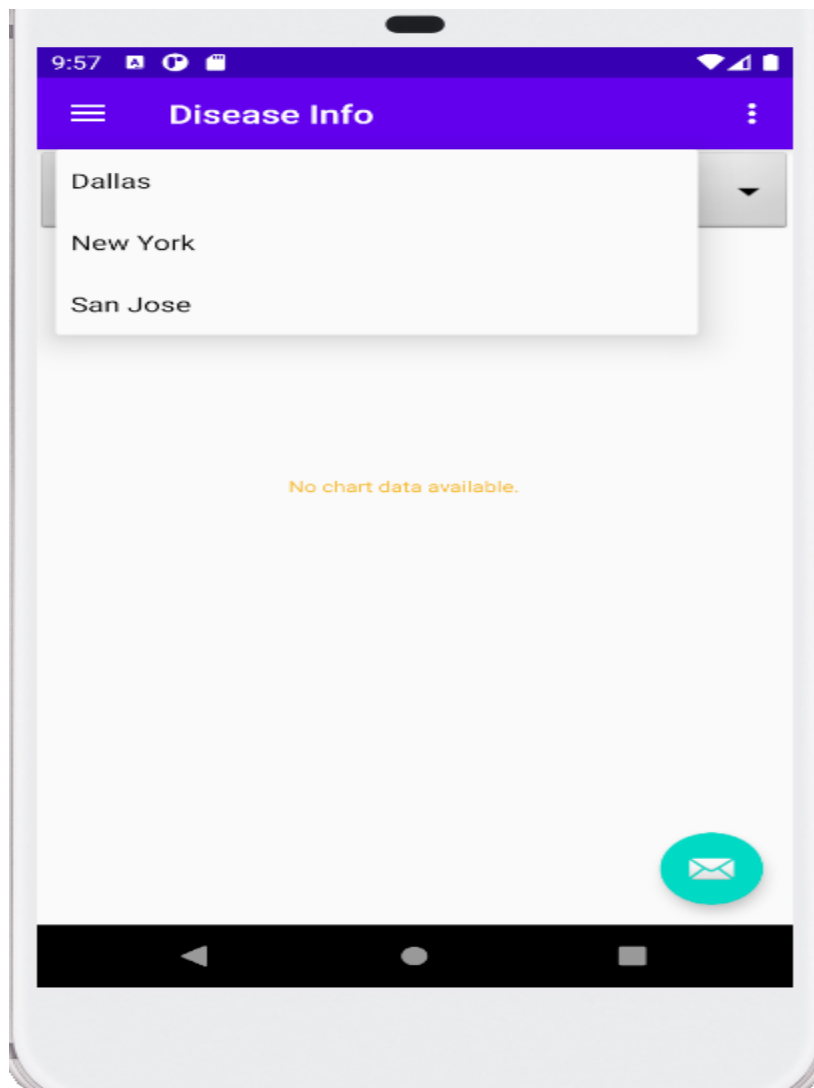 9:57
Disease Info
Dallas
New York
San Jose
No chart data available.